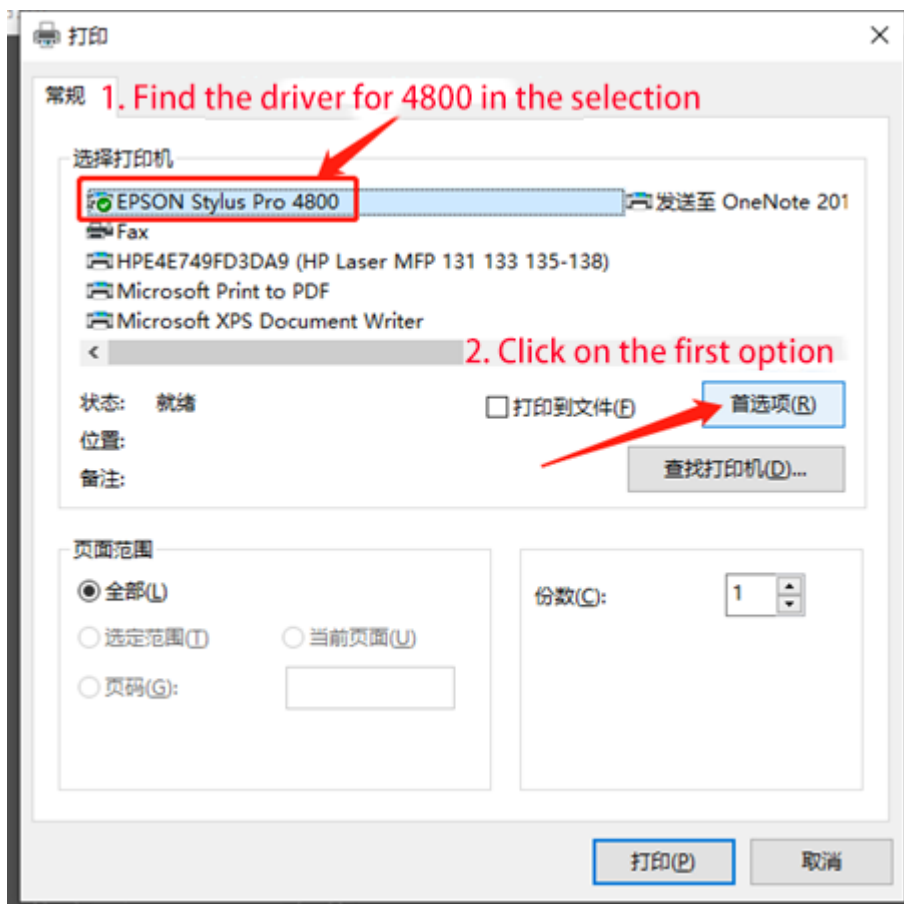 打印
常规
1. Find the driver for 4800 in the selection
选择打印机
EPSON Stylus Pro 4800
发送至 OneNote 201
Fax
HPE4E749FD3DA9 (HP Laser MFP 131 133 135-138)
Microsoft Print to PDF
Microsoft XPS Document Writer
2. Click on the first option
状态: 就绪
打印到文件(F)
首选项(R)
位置:
备注:
查找打印机(D)...
页面范围
全部(L)
份数(C):
1
选定范围(T)
当前页面(U)
页码(G):
打印(P)
取消